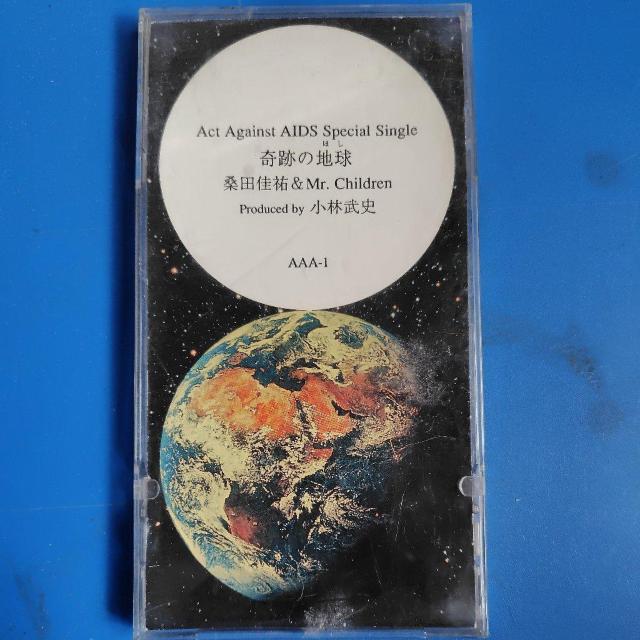 Act Against AIDS Special Single
ほし
奇跡の地球
桑田佳祐&Mr. Children
Produced by 小林武史
AAA-1